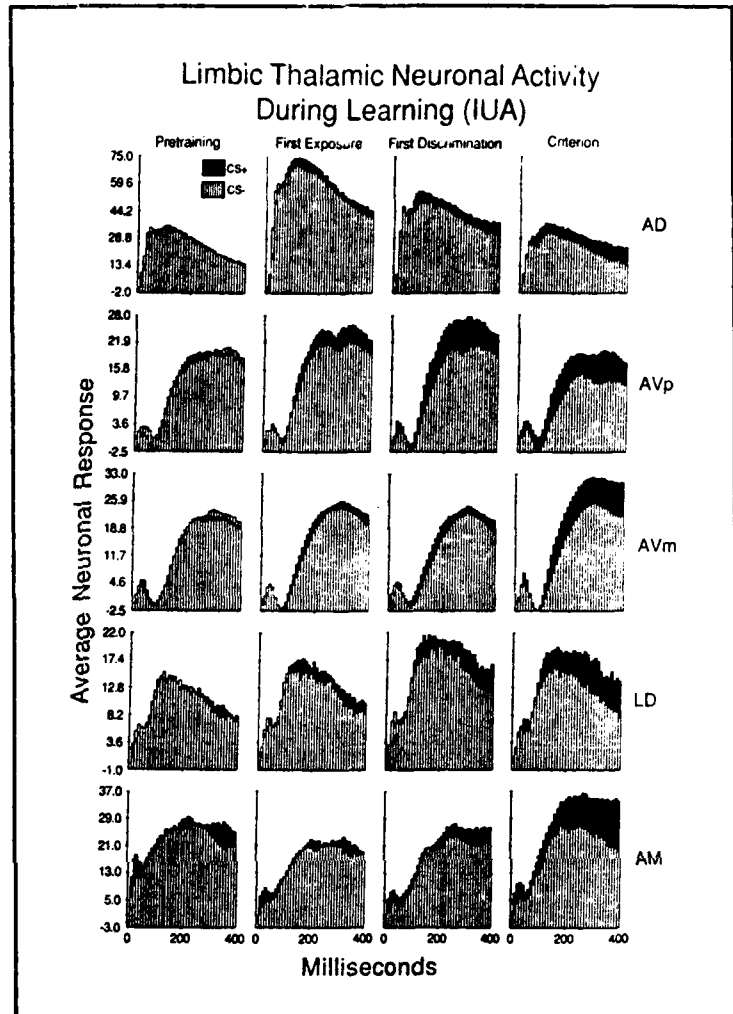 Limbic Thalamic Neuronal Activity
During Learning (IUA)
Pretraining First Exposure First Discrimination Criterion
CS+
CS-
75.0
59.6
44.2
28.8
13.4
-2.0
AD
28.0
21.9
15.8
9.7
3.6
-2.5
AVp
33.0
25.9
18.8
11.7
4.6
-2.5
AVm
22.0
17.4
12.8
8.2
3.6
-1.0
LD
37.0
29.0
21.0
13.0
5.0
-3.0
AM
Average Neuronal Response
0 200 400 0 200 400 0 200 400 0 200 400
Milliseconds